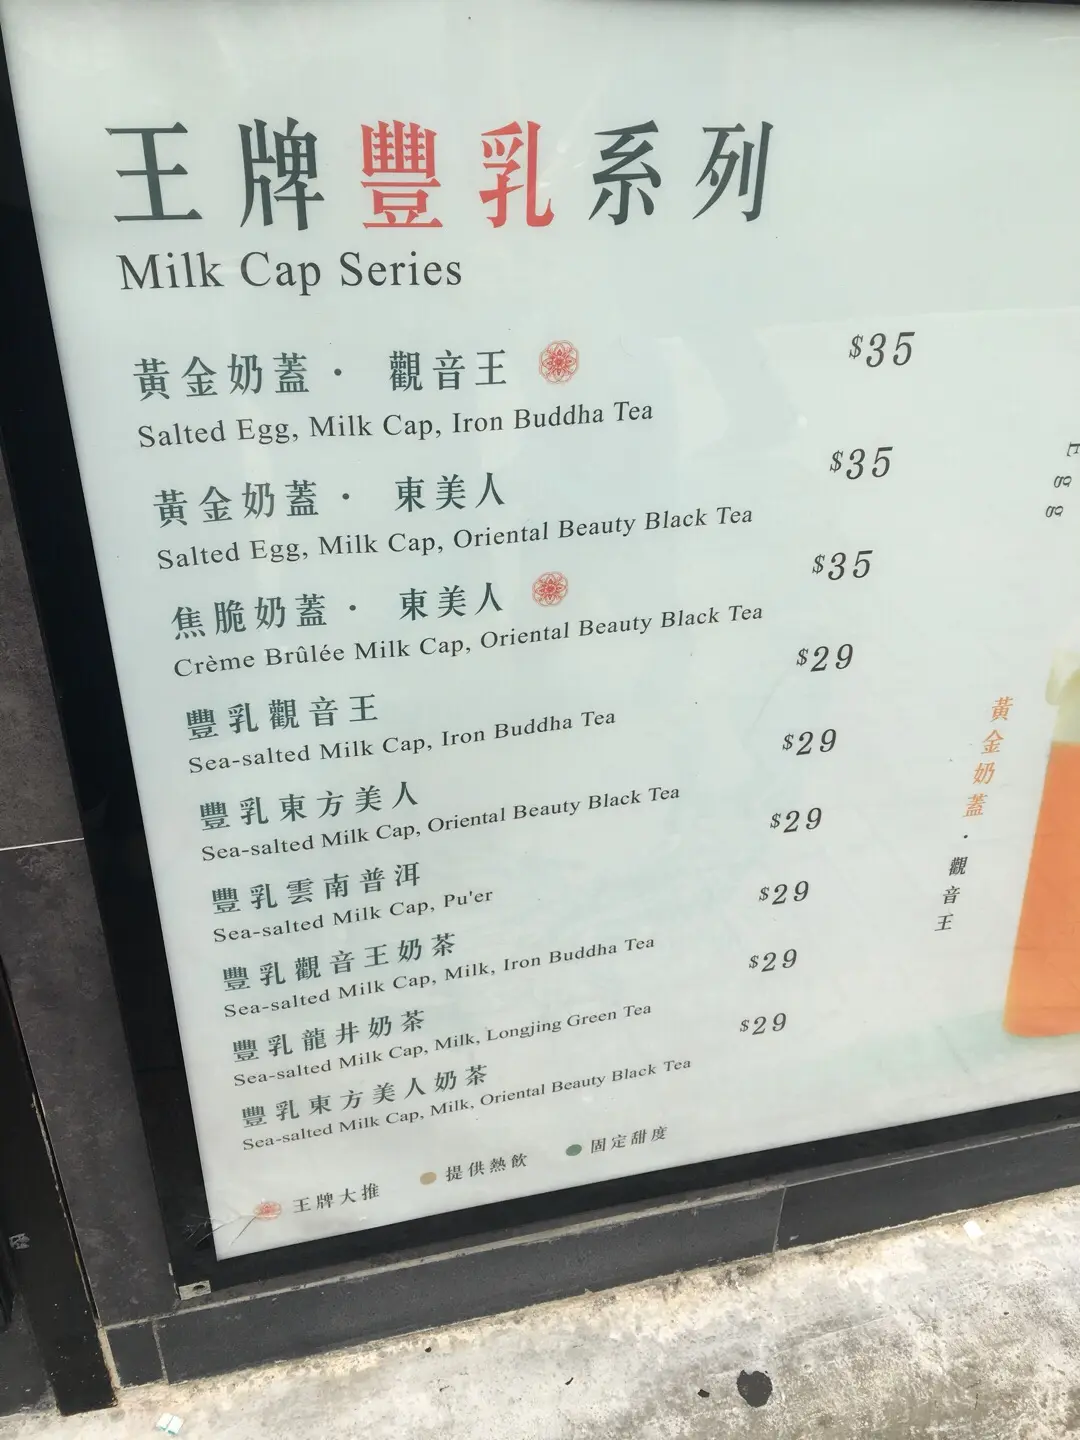 王牌豐乳系列
Milk Cap Series
黃金奶蓋・ 觀音王
$35
Salted Egg, Milk Cap, Iron Buddha Tea
黃金奶蓋・ 東美人
$35
Salted Egg, Milk Cap, Oriental Beauty Black Tea
焦脆奶蓋・ 東美人
$35
Crème Brûlée Milk Cap, Oriental Beauty Black Tea
豐乳觀音王
$29
Sea-salted Milk Cap, Iron Buddha Tea
豐乳東方美人
$29
Sea-salted Milk Cap, Oriental Beauty Black Tea
豐乳雲南普洱
$29
Sea-salted Milk Cap, Pu'er
豐乳觀音王奶茶
$29
Sea-salted Milk Cap, Milk, Iron Buddha Tea
豐乳龍井奶茶
$29
Sea-salted Milk Cap, Milk, Longjing Green Tea
豐乳東方美人奶茶
$29
Sea-salted Milk Cap, Milk, Oriental Beauty Black Tea
王牌大推
提供熱飲
固定甜度
Egg
黃金奶蓋・觀音王